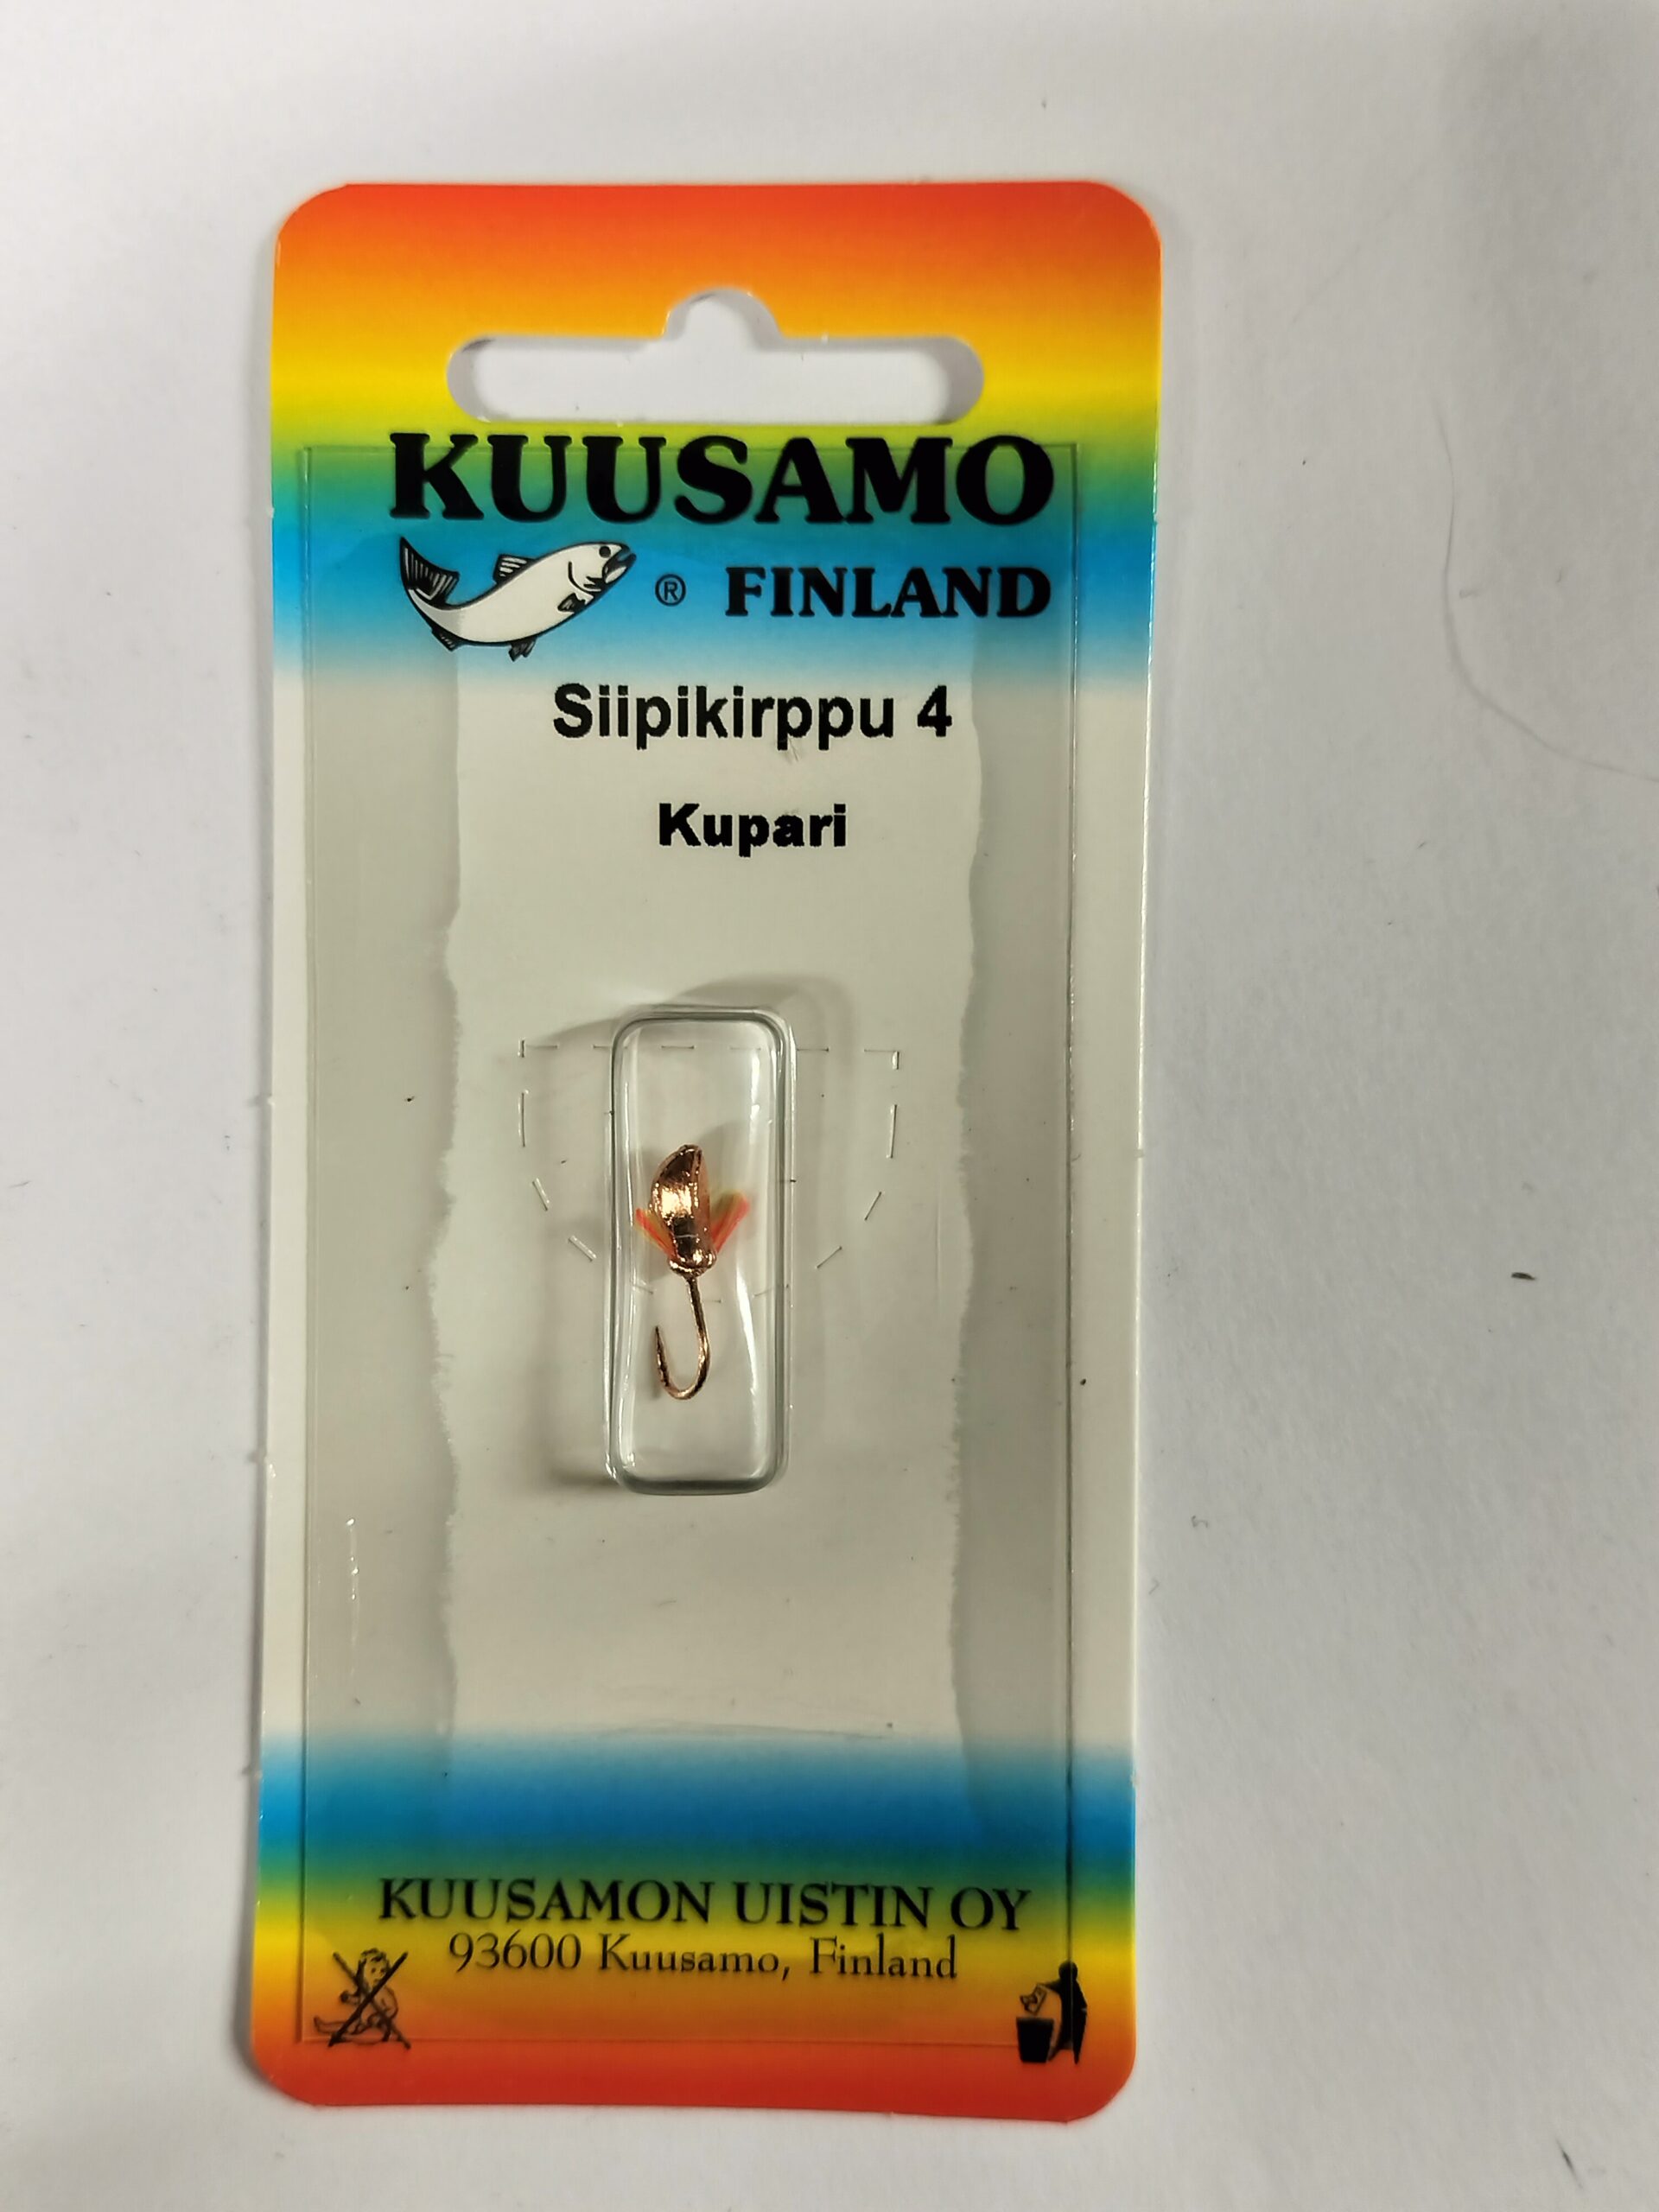 KUUSAMO
® FINLAND
Siipikirppu 4
Kupari
KUUSAMON UISTIN OY
93600 Kuusamo, Finland